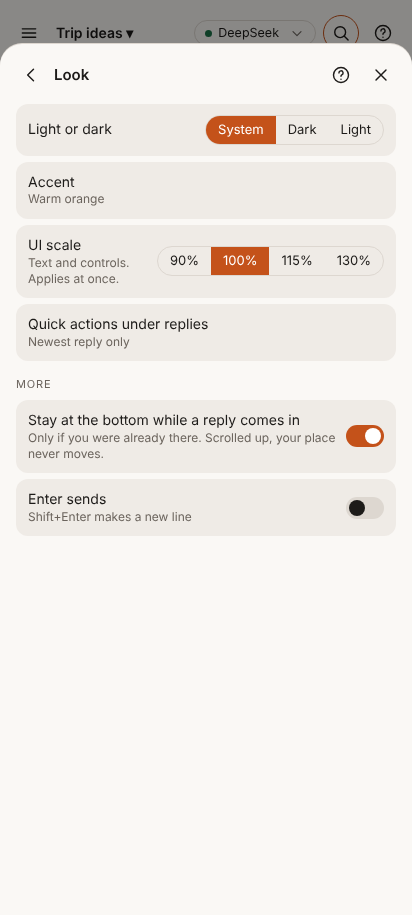 Trip ideas ▾
DeepSeek
Look
Light or dark
System Dark Light
Accent
Warm orange
UI scale
Text and controls.
Applies at once.
90% 100% 115% 130%
Quick actions under replies
Newest reply only
MORE
Stay at the bottom while a reply comes in
Only if you were already there. Scrolled up, your place
never moves.
Enter sends
Shift+Enter makes a new line